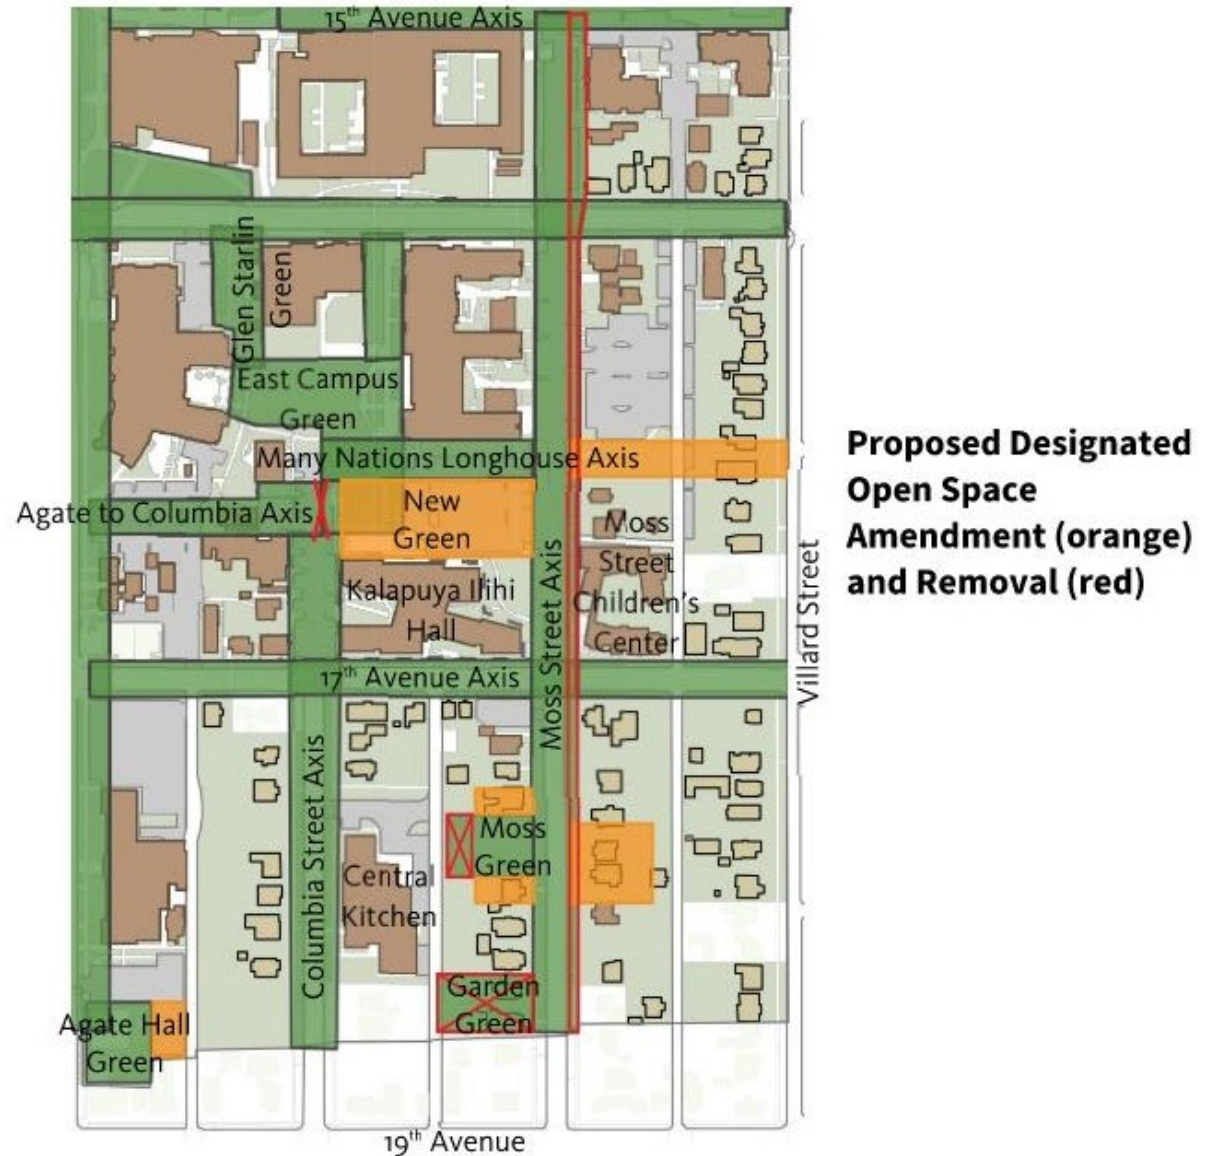 15th Avenue Axis
Glen Starlin
Green
East Campus
Green
Many Nations Longhouse Axis
Agate to Columbia Axis
New
Green
Moss
Street
Children's
Center
Kalapuya Ilihi
Hall
Moss Street Axis
17th Avenue Axis
Villard Street
Proposed Designated
Open Space
Amendment (orange)
and Removal (red)
Columbia Street Axis
Moss
Green
Central
Kitchen
Garden
Green
Agate Hall
Green
19th Avenue